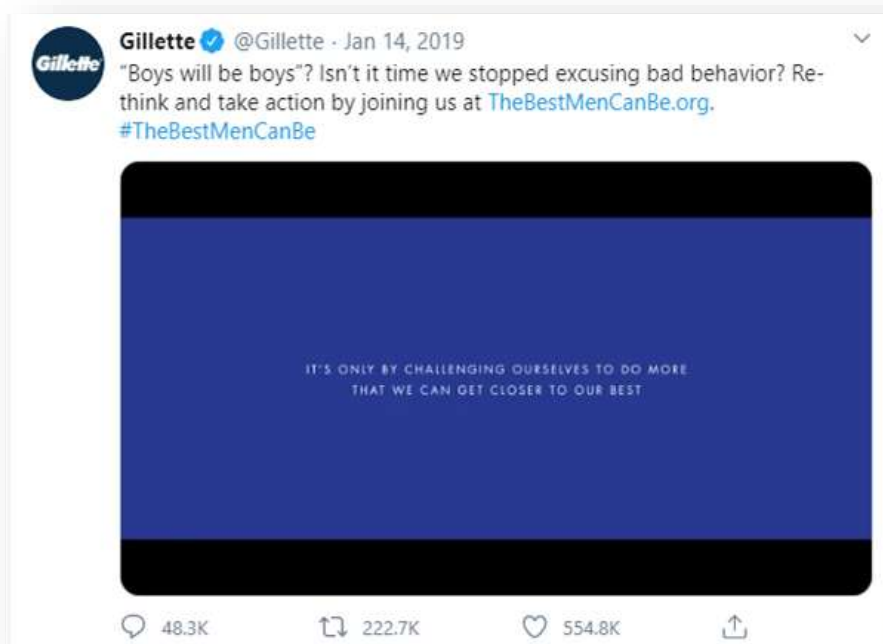 Gillette @Gillette · Jan 14, 2019
Gillette
“Boys will be boys”? Isn’t it time we stopped excusing bad behavior? Re-
think and take action by joining us at TheBestMenCanBe.org.
#TheBestMenCanBe
IT'S ONLY BY CHALLENGING OURSELVES TO DO MORE
THAT WE CAN GET CLOSER TO OUR BEST
48.3K 222.7K 554.8K